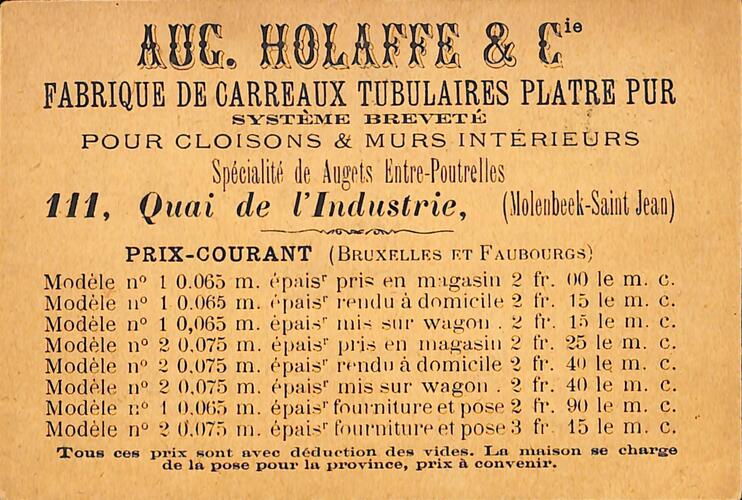 AUG. HOLAFFE & Cie
FABRIQUE DE CARREAUX TUBULAIRES PLATRE PUR
SYSTÈME BREVETÉ
POUR CLOISONS & MURS INTÉRIEURS
Spécialité de Augets Entre-Poutrelles
111, Quai de l'Industrie, (Molenbeek-Saint Jean)
PRIX-COURANT (BRUXELLES ET FAUBOURGS)
Modèle nº 1 0.065 m. épaisr pris en magasin 2 fr. 00 le m. c.
Modèle nº 1 0.065 m. épaisr rendu à domicile 2 fr. 15 le m. c.
Modèle nº 1 0,065 m. épaisr mis sur wagon . 2 fr. 15 le m. c.
Modèle nº 2 0.075 m. épaisr pris en magasin 2 fr. 25 le m. c.
Modèle nº 2 0.075 m. épaisr rendu à domicile 2 fr. 40 le m. c.
Modèle nº 2 0,075 m. épaisr mis sur wagon . 2 fr. 40 le m. c.
Modèle nº 1 0,065 m. épaisr fourniture et pose 2 fr. 90 le m. c.
Modèle nº 2 0,075 m. épaisr fourniture et pose 3 fr. 15 le m. c.
Tous ces prix sont avec déduction des vides. La maison se charge
de la pose pour la province, prix à convenir.